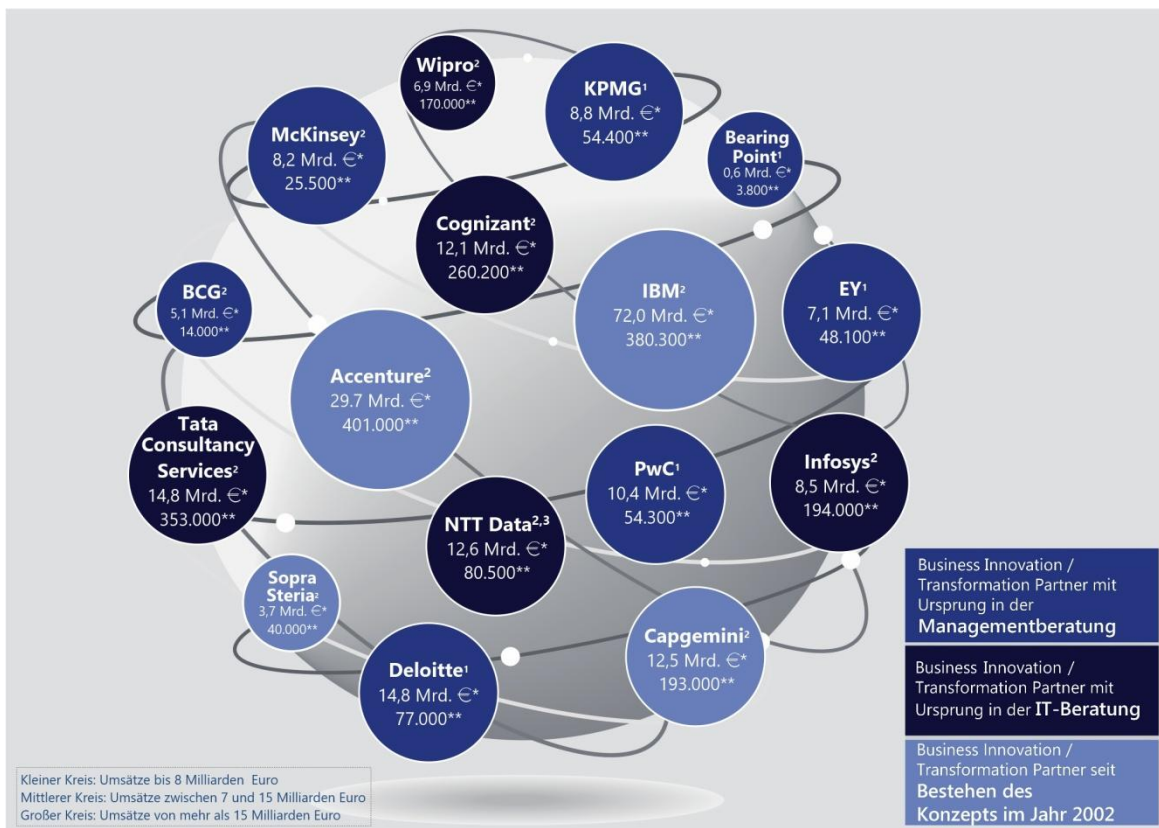 Wipro²
6,9 Mrd. €*
170.000**
KPMG¹
8,8 Mrd. €*
54.400**
McKinsey²
8,2 Mrd. €*
25.500**
Bearing
Point¹
0,6 Mrd. €*
3.800**
Cognizant²
12,1 Mrd. €*
260.200**
BCG²
5,1 Mrd. €*
14.000**
IBM²
72,0 Mrd. €*
380.300**
EY¹
7,1 Mrd. €*
48.100**
Accenture²
29.7 Mrd. €*
401.000**
Tata
Consultancy
Services²
14,8 Mrd. €*
353.000**
PwC¹
10,4 Mrd. €*
54.300**
Infosys²
8,5 Mrd. €*
194.000**
NTT Data²,³
12,6 Mrd. €*
80.500**
Sopra
Steria²
3,7 Mrd. €*
40.000**
Capgemini²
12,5 Mrd. €*
193.000**
Deloitte¹
14,8 Mrd. €*
77.000**
Business Innovation /
Transformation Partner mit
Ursprung in der
Managementberatung
Business Innovation /
Transformation Partner mit
Ursprung in der IT-Beratung
Business Innovation /
Transformation Partner seit
Bestehen des
Konzepts im Jahr 2002
Kleiner Kreis: Umsätze bis 8 Milliarden Euro
Mittlerer Kreis: Umsätze zwischen 7 und 15 Milliarden Euro
Großer Kreis: Umsätze von mehr als 15 Milliarden Euro